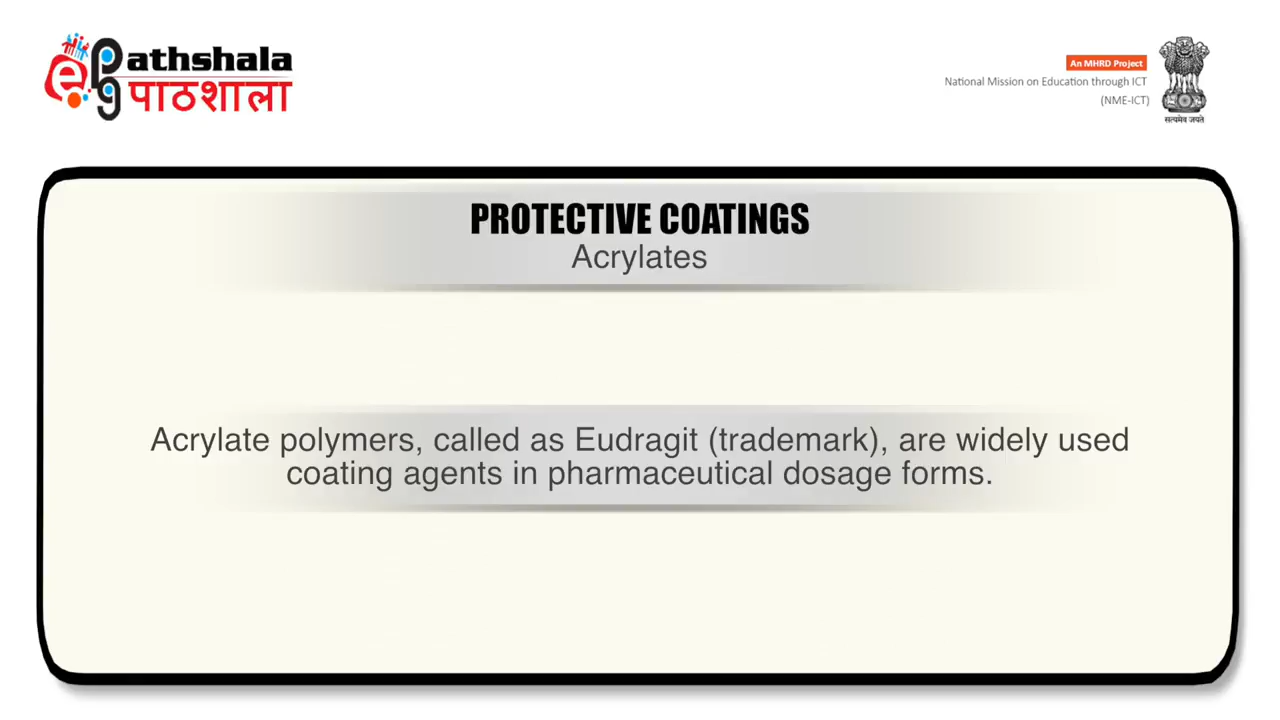 e
pg
athshala
पाठशाला
An MHRD Project
National Mission on Education through ICT
(NME-ICT)
सत्यमेव जयते
PROTECTIVE COATINGS
Acrylates
Acrylate polymers, called as Eudragit (trademark), are widely used
coating agents in pharmaceutical dosage forms.